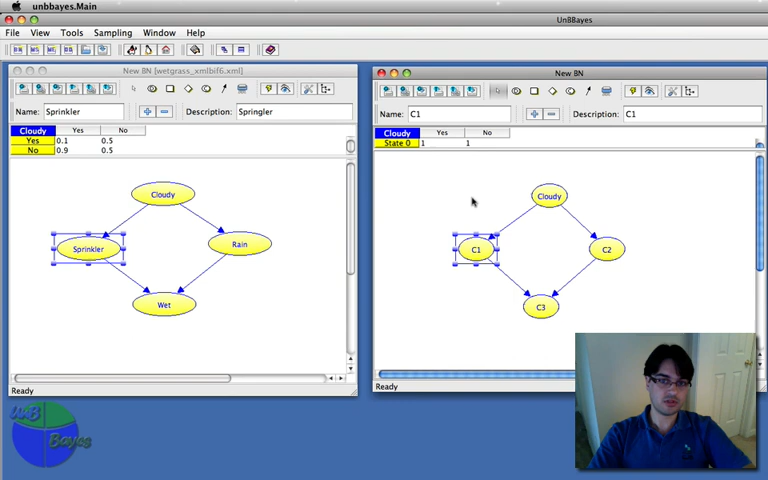 unbbayes.Main
UnBBayes
File View Tools Samples Window Help
New BN [wetgrass_xmlbif6.xml]
Name: Sprinkler Description: Springler
Cloudy Yes No
Yes 0.1 0.5
No 0.9 0.5
Cloudy
Sprinkler
Rain
Wet
Ready
New BN
Name: C1 Description: C1
Cloudy Yes No
State 0 1 1
Cloudy
C1
C2
C3
Ready
UnB
Bayes